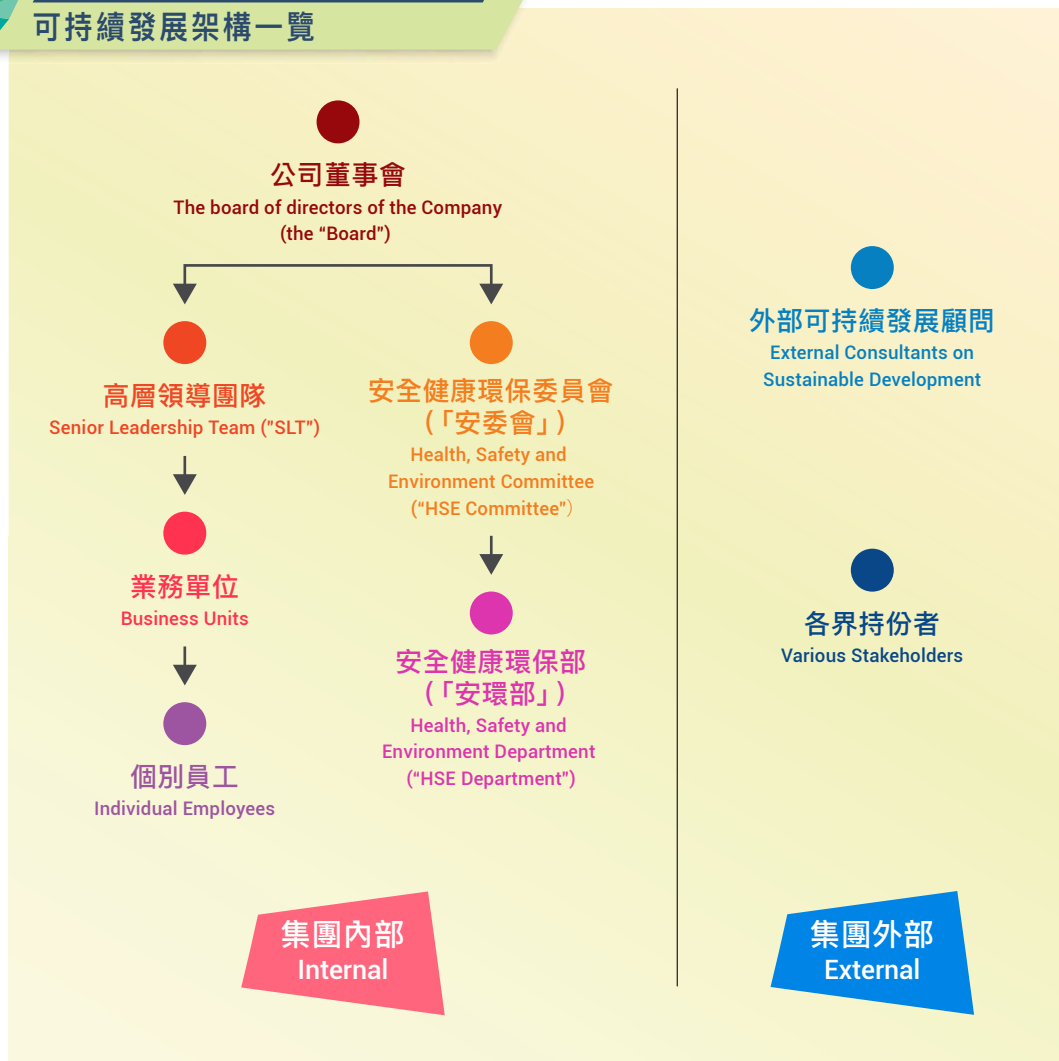 可持續發展架構一覽
公司董事會
The board of directors of the Company
(the “Board”)
高層領導團隊
Senior Leadership Team ("SLT")
業務單位
Business Units
個別員工
Individual Employees
安全健康環保委員會
(「安委會」)
Health, Safety and
Environment Committee
(“HSE Committee”)
安全健康環保部
(「安環部」)
Health, Safety and
Environment Department
(“HSE Department”)
集團內部
Internal
外部可持續發展顧問
External Consultants on
Sustainable Development
各界持份者
Various Stakeholders
集團外部
External